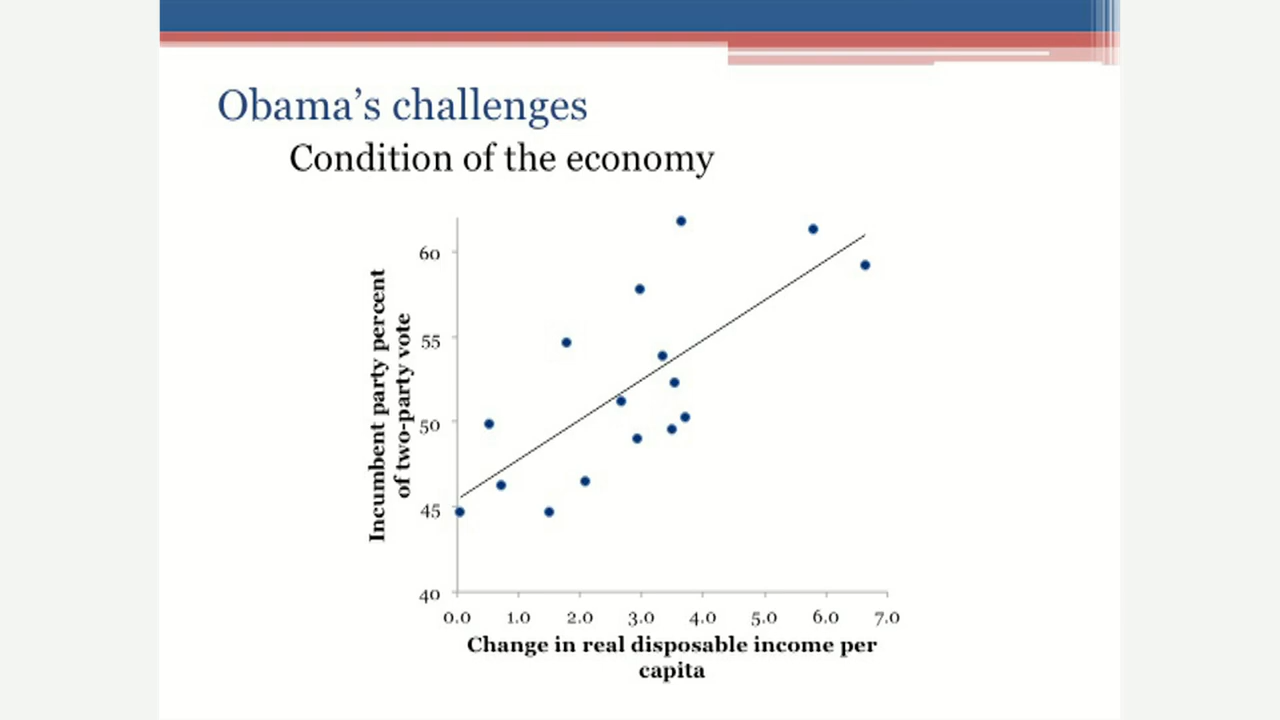 Obama’s challenges
Condition of the economy
Incumbent party percent
of two-party vote
60
55
50
45
40
0.0 1.0 2.0 3.0 4.0 5.0 6.0 7.0
Change in real disposable income per
capita